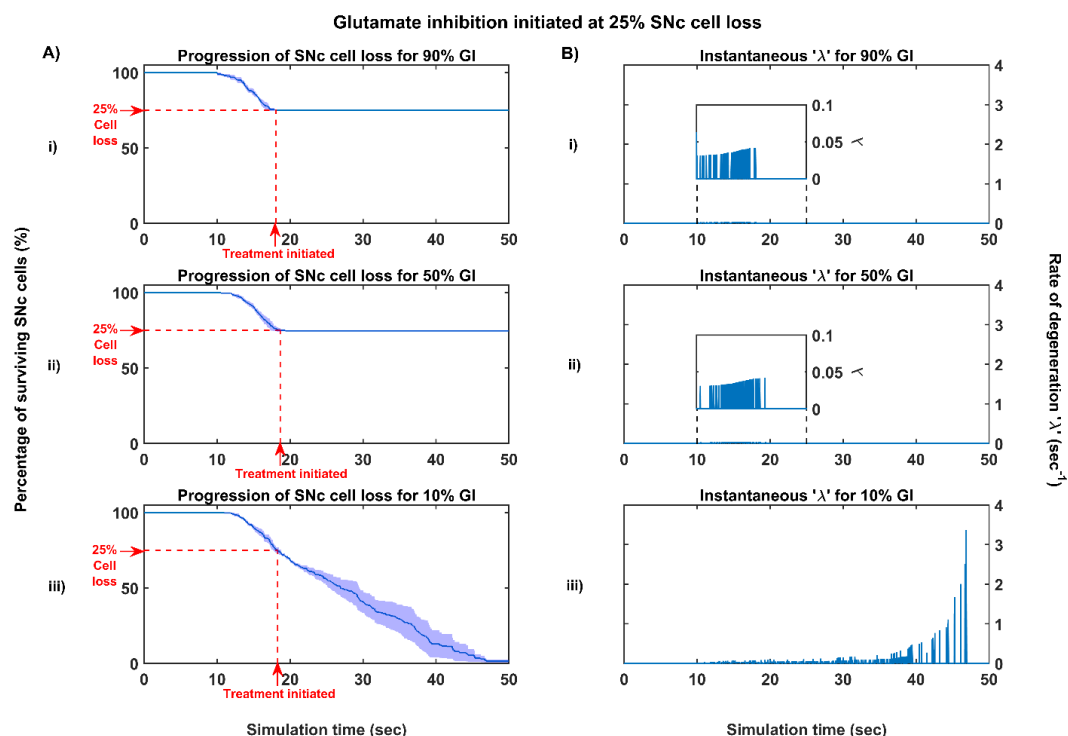 Glutamate inhibition initiated at 25% SNc cell loss
A)
Progression of SNc cell loss for 90% GI
100
50
0
25%
Cell
loss
i)
0 10 20 30 40 50
Treatment initiated
Progression of SNc cell loss for 50% GI
100
50
0
25%
Cell
loss
ii)
0 10 20 30 40 50
Treatment initiated
Progression of SNc cell loss for 10% GI
100
50
0
25%
Cell
loss
iii)
0 10 20 30 40 50
Treatment initiated
Percentage of surviving SNc cells (%)
Simulation time (sec)
B)
Instantaneous 'λ' for 90% GI
4
3
2
1
0
0.1
0.05
0
λ
i)
0 10 20 30 40 50
Instantaneous 'λ' for 50% GI
4
3
2
1
0
0.1
0.05
0
λ
ii)
0 10 20 30 40 50
Instantaneous 'λ' for 10% GI
4
3
2
1
0
iii)
0 10 20 30 40 50
Rate of degeneration 'λ' (sec⁻¹)
Simulation time (sec)